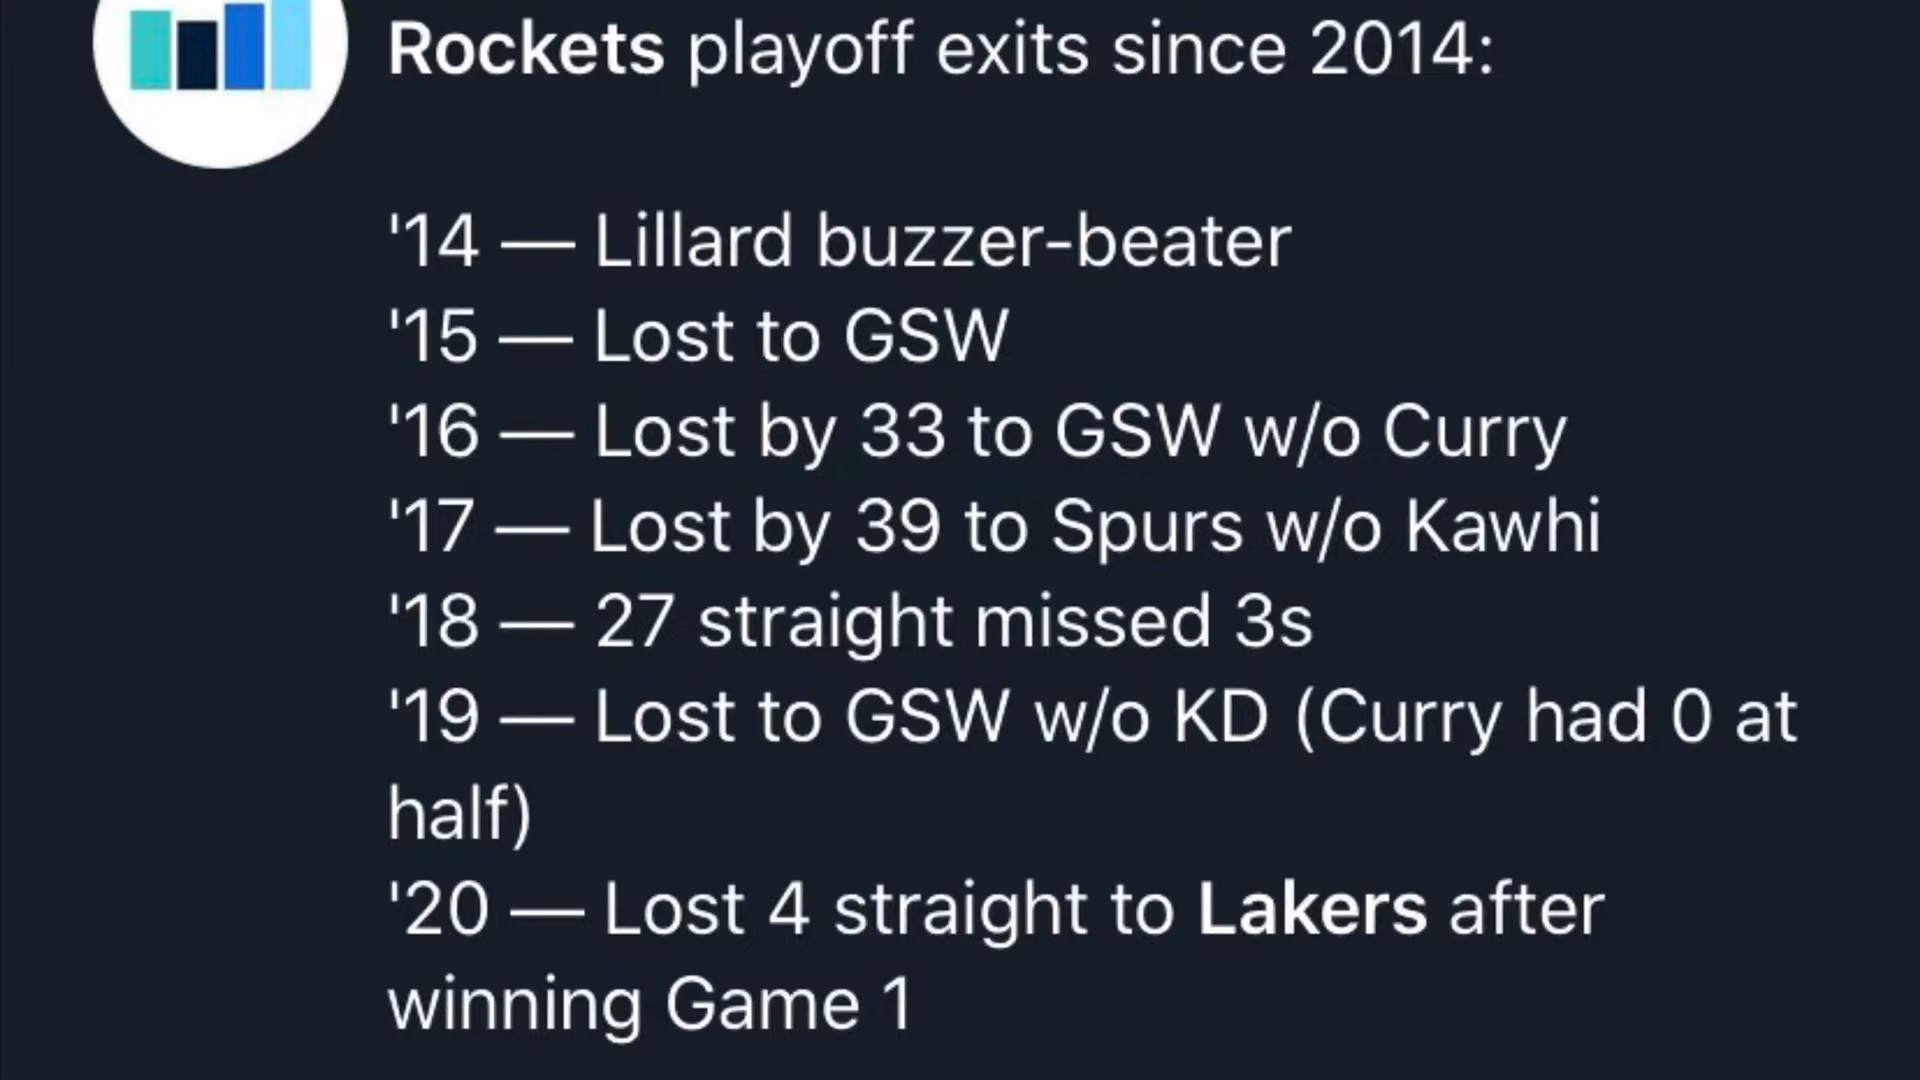 Rockets playoff exits since 2014:
'14 — Lillard buzzer-beater
'15 — Lost to GSW
'16 — Lost by 33 to GSW w/o Curry
'17 — Lost by 39 to Spurs w/o Kawhi
'18 — 27 straight missed 3s
'19 — Lost to GSW w/o KD (Curry had 0 at
half)
'20 — Lost 4 straight to Lakers after
winning Game 1